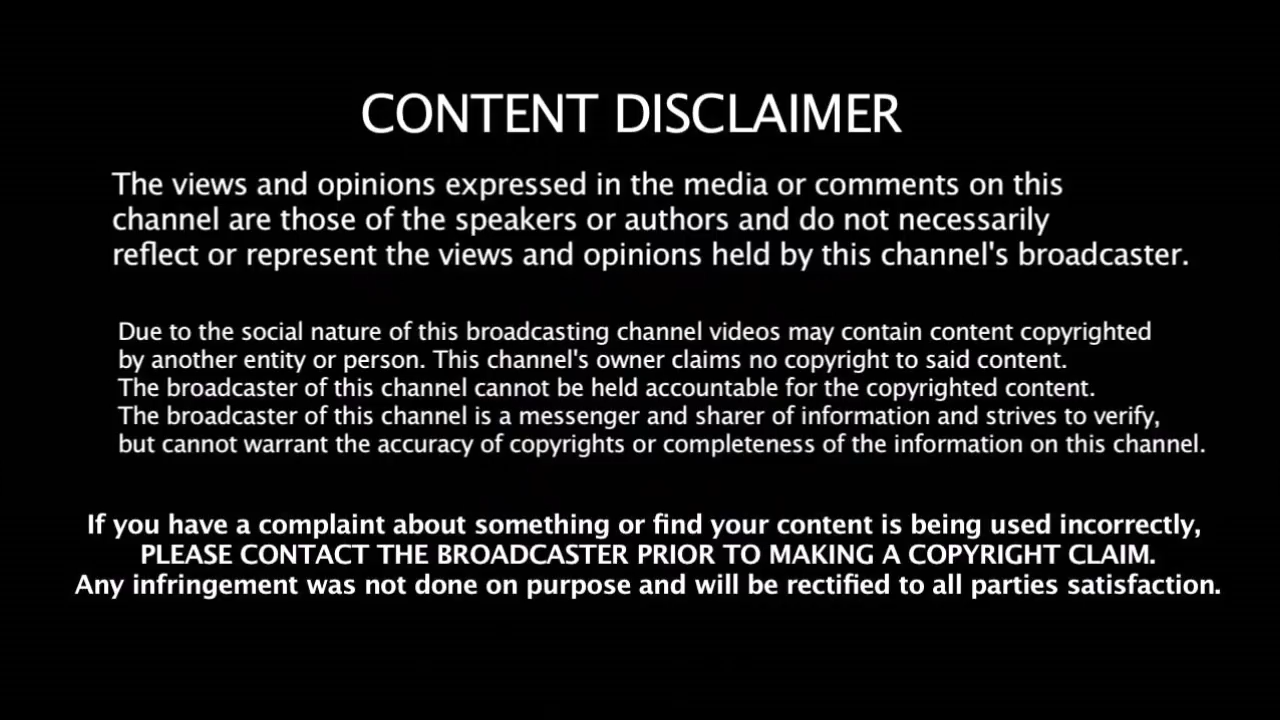 CONTENT DISCLAIMER
The views and opinions expressed in the media or comments on this
channel are those of the speakers or authors and do not necessarily
reflect or represent the views and opinions held by this channel's broadcaster.
Due to the social nature of this broadcasting channel videos may contain content copyrighted
by another entity or person. This channel's owner claims no copyright to said content.
The broadcaster of this channel cannot be held accountable for the copyrighted content.
The broadcaster of this channel is a messenger and sharer of information and strives to verify,
but cannot warrant the accuracy of copyrights or completeness of the information on this channel.
If you have a complaint about something or find your content is being used incorrectly,
PLEASE CONTACT THE BROADCASTER PRIOR TO MAKING A COPYRIGHT CLAIM.
Any infringement was not done on purpose and will be rectified to all parties satisfaction.